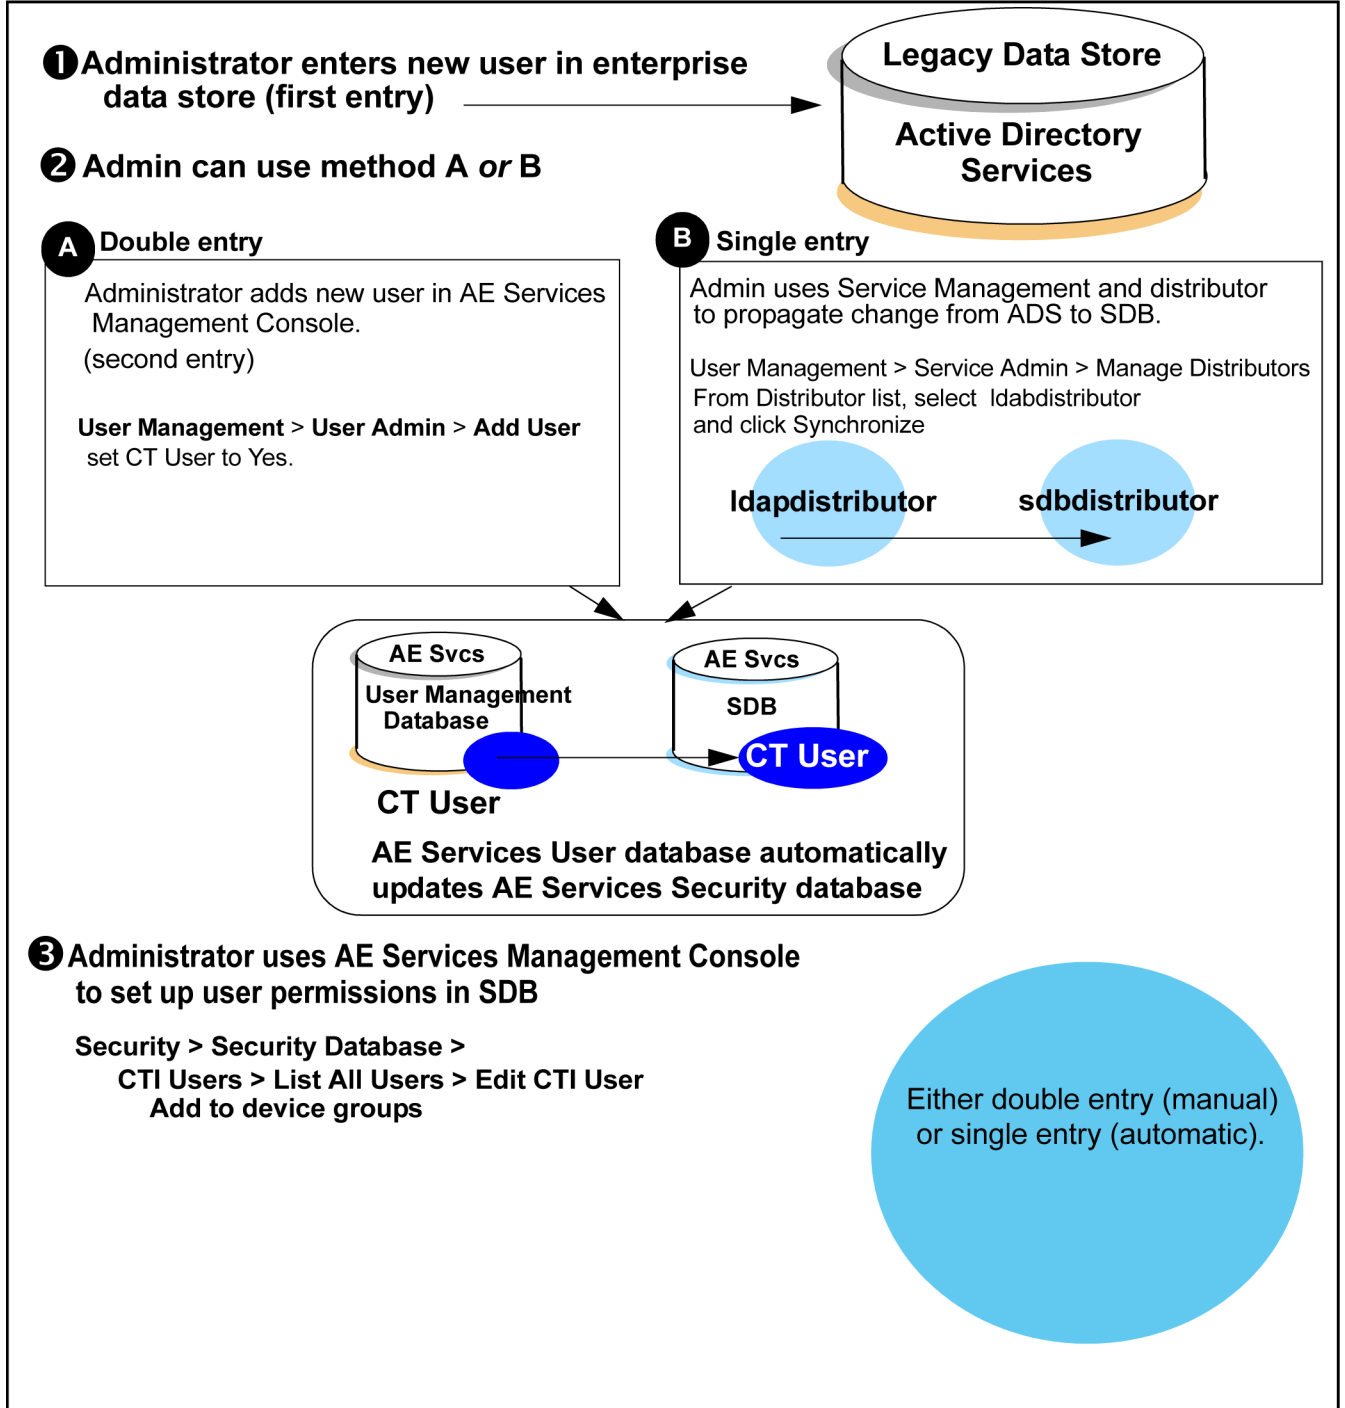 ❶Administrator enters new user in enterprise
data store (first entry)
Legacy Data Store
Active Directory
Services
❷ Admin can use method A or B
A Double entry
Administrator adds new user in AE Services
Management Console.
(second entry)
User Management > User Admin > Add User
set CT User to Yes.
B Single entry
Admin uses Service Management and distributor
to propagate change from ADS to SDB.
User Management > Service Admin > Manage Distributors
From Distributor list, select ldabdistributor
and click Synchronize
ldapdistributor
sdbdistributor
AE Svcs
User Management
Database
CT User
AE Svcs
SDB
CT User
AE Services User database automatically
updates AE Services Security database
❸Administrator uses AE Services Management Console
to set up user permissions in SDB
Security > Security Database >
CTI Users > List All Users > Edit CTI User
Add to device groups
Either double entry (manual)
or single entry (automatic).